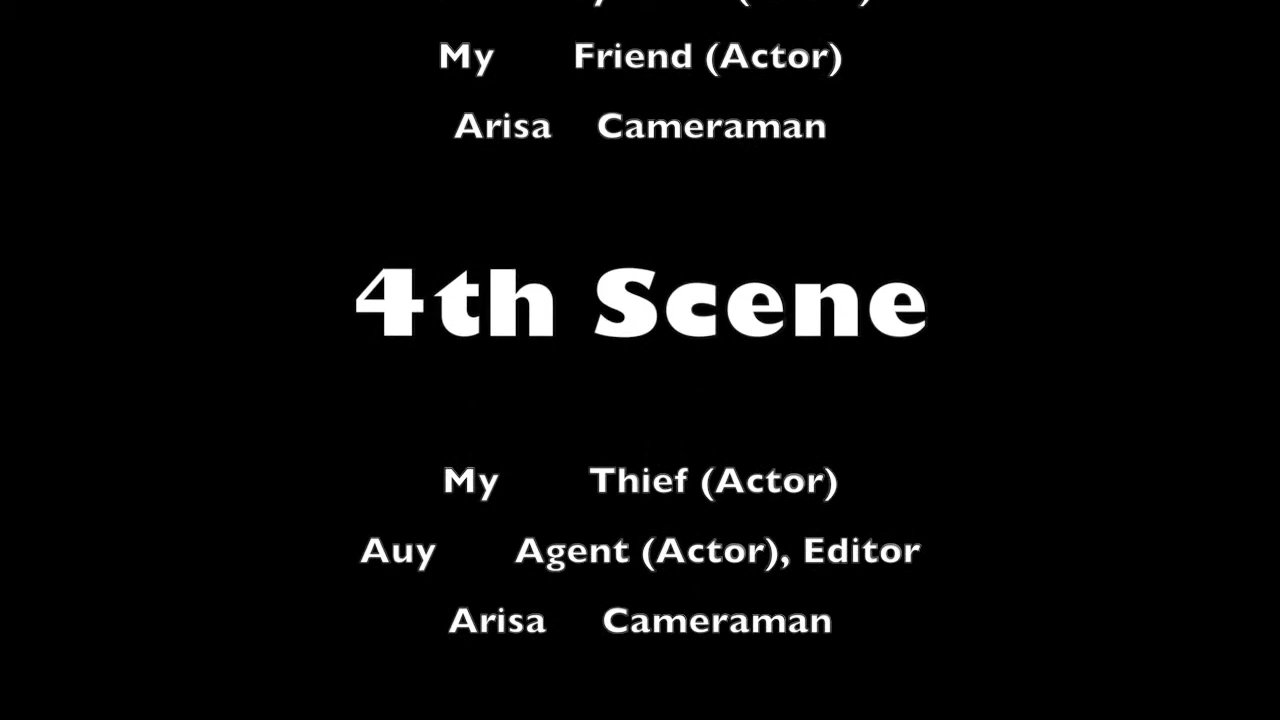 My Friend (Actor)
Arisa Cameraman
4th Scene
My Thief (Actor)
Auy Agent (Actor), Editor
Arisa Cameraman